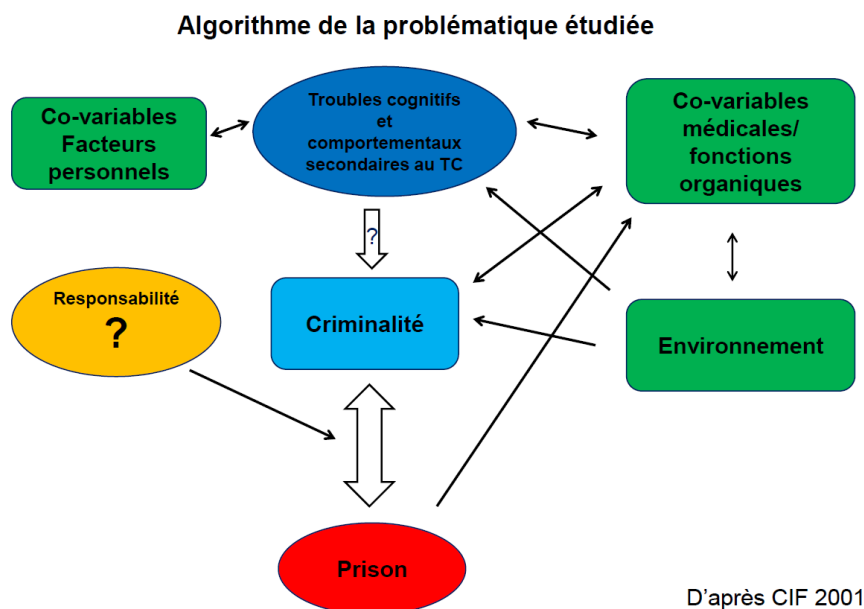 Algorithme de la problématique étudiée
Troubles cognitifs
et
comportementaux
secondaires au TC
Co-variables
Facteurs
personnels
Co-variables
médicales/
fonctions
organiques
?
Responsabilité
?
Criminalité
Environnement
Prison
D'après CIF 2001